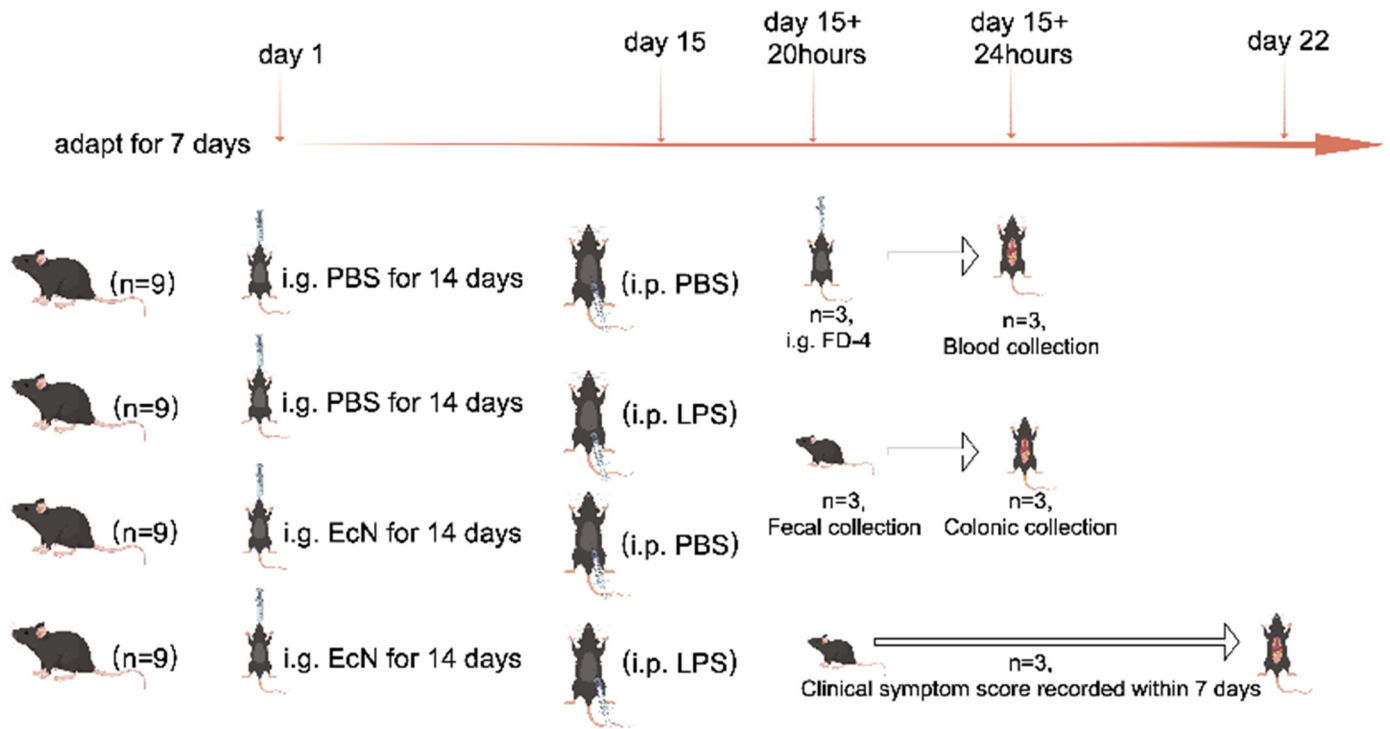 day 1
day 15
day 15+
20hours
day 15+
24hours
day 22
adapt for 7 days
(n=9)
i.g. PBS for 14 days
(i.p. PBS)
n=3,
i.g. FD-4
n=3,
Blood collection
(n=9)
i.g. PBS for 14 days
(i.p. LPS)
n=3,
Fecal collection
n=3,
Colonic collection
(n=9)
i.g. EcN for 14 days
(i.p. PBS)
(n=9)
i.g. EcN for 14 days
(i.p. LPS)
n=3,
Clinical symptom score recorded within 7 days